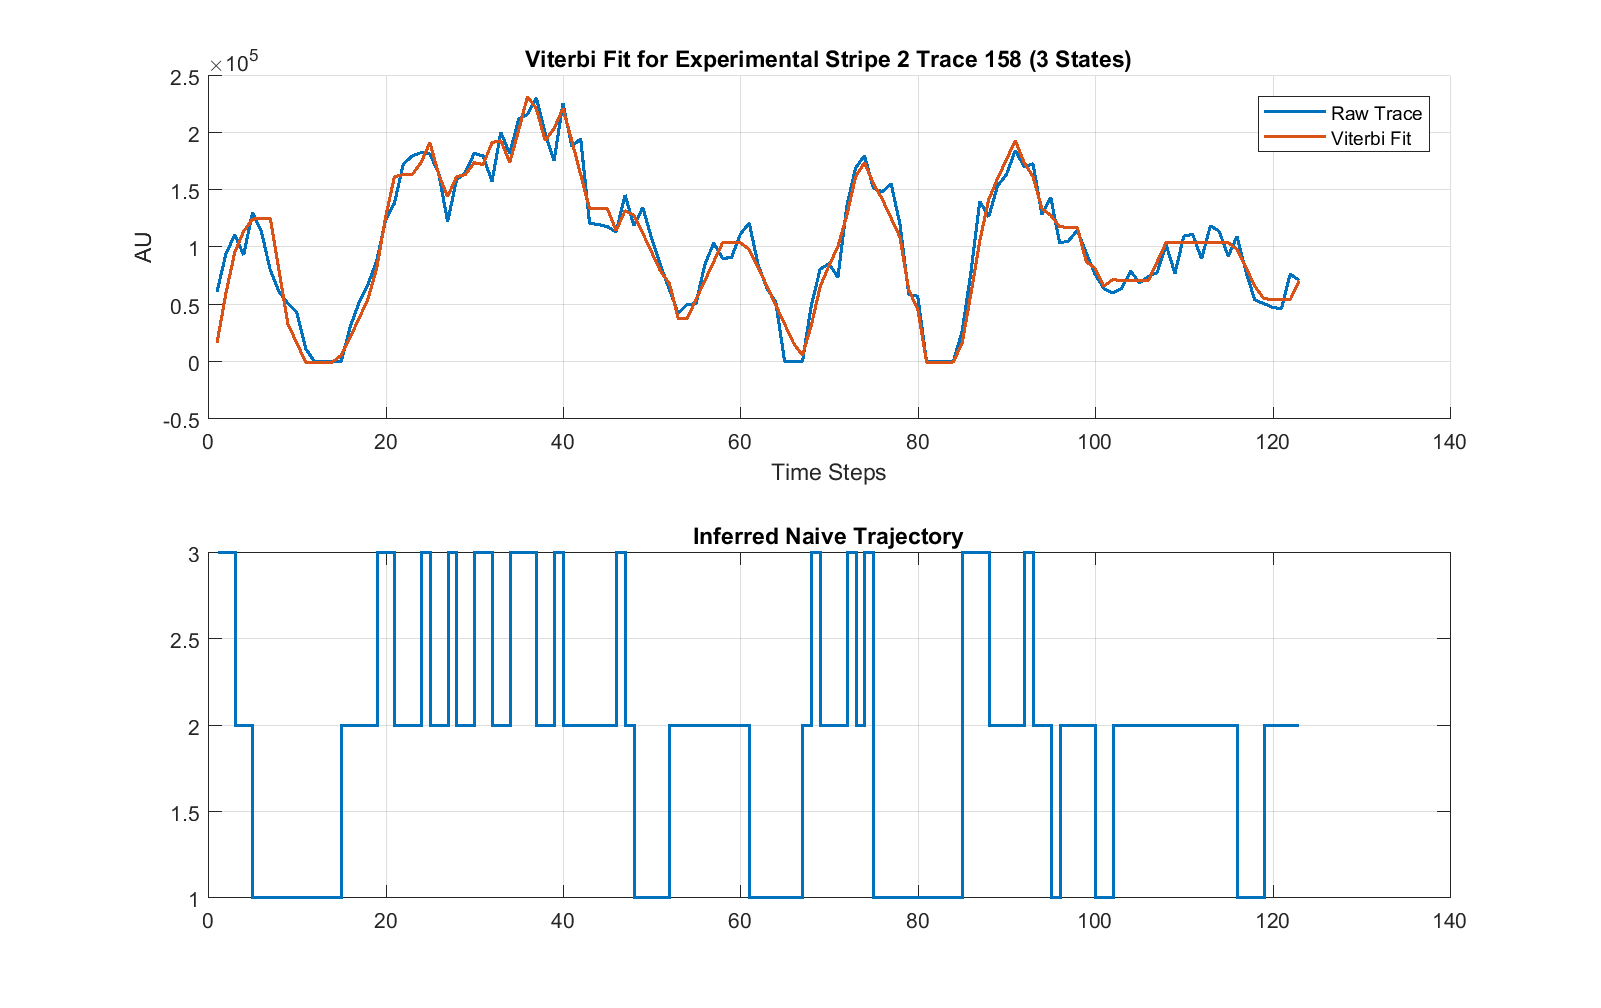 Viterbi Fit for Experimental Stripe 2 Trace 158 (3 States)
×10⁵
2.5
2
1.5
1
0.5
0
-0.5
AU
Raw Trace
Viterbi Fit
0 20 40 60 80 100 120 140
Time Steps
Inferred Naive Trajectory
3
2.5
2
1.5
1
0 20 40 60 80 100 120 140